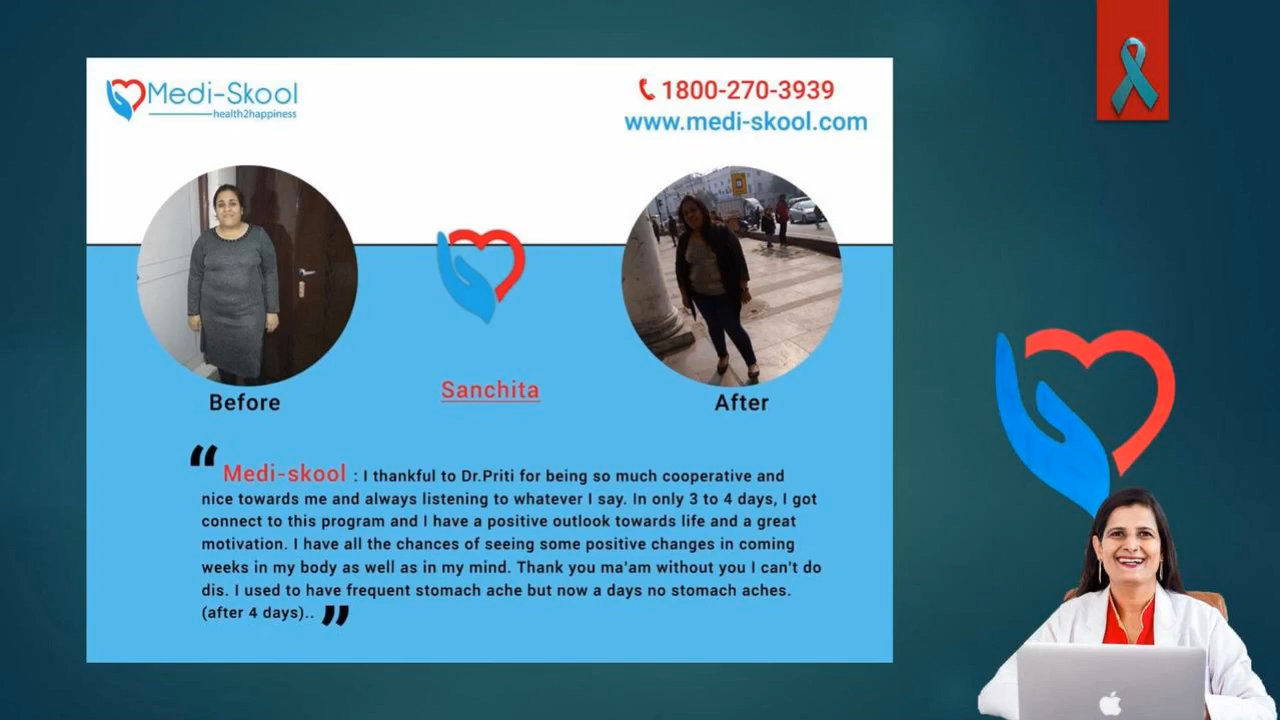 Medi-Skool
health2happiness
1800-270-3939
www.medi-skool.com
Before
Sanchita
After
“ Medi-skool : I thankful to Dr.Priti for being so much cooperative and
nice towards me and always listening to whatever I say. In only 3 to 4 days, I got
connect to this program and I have a positive outlook towards life and a great
motivation. I have all the chances of seeing some positive changes in coming
weeks in my body as well as in my mind. Thank you ma'am without you I can't do
dis. I used to have frequent stomach ache but now a days no stomach aches.
(after 4 days).. ”